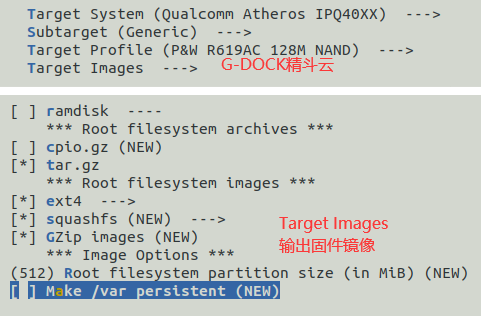 Target System (Qualcomm Atheros IPQ40XX)  --->
Subtarget (Generic)  --->
Target Profile (P&W R619AC 128M NAND)  --->
Target Images  --->
G-DOCK精斗云
[ ] ramdisk  ----
*** Root filesystem archives ***
[ ] cpio.gz (NEW)
[*] tar.gz
*** Root filesystem images ***
[*] ext4  --->
[*] squashfs (NEW)  --->
[*] GZip images (NEW)
Target Images
输出固件镜像
*** Image Options ***
(512) Root filesystem partition size (in MiB) (NEW)
[ ] Make /var persistent (NEW)